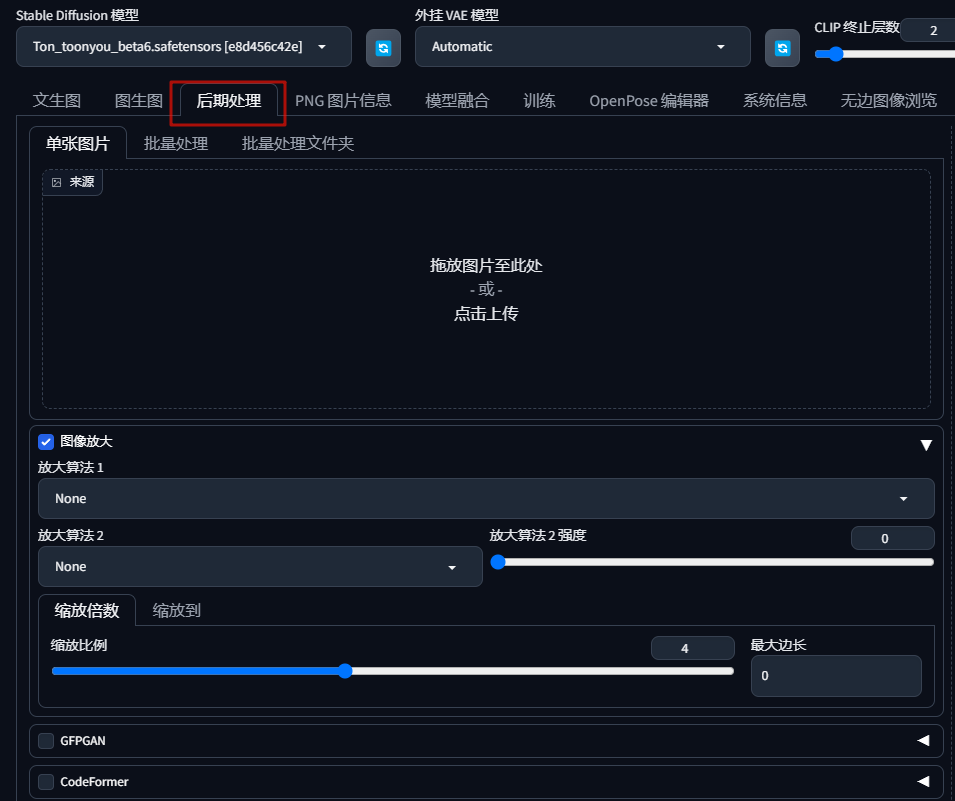 Stable Diffusion 模型
外挂 VAE 模型
CLIP 终止层数
2
Ton_toonyou_beta6.safetensors [e8d456c42e]
Automatic
文生图
图生图
后期处理
PNG 图片信息
模型融合
训练
OpenPose 编辑器
系统信息
无边图像浏览
单张图片
批量处理
批量处理文件夹
来源
拖放图片至此处
- 或 -
点击上传
图像放大
放大算法 1
None
放大算法 2
放大算法 2 强度
0
None
缩放倍数
缩放到
缩放比例
4
最大边长
0
GFPGAN
CodeFormer